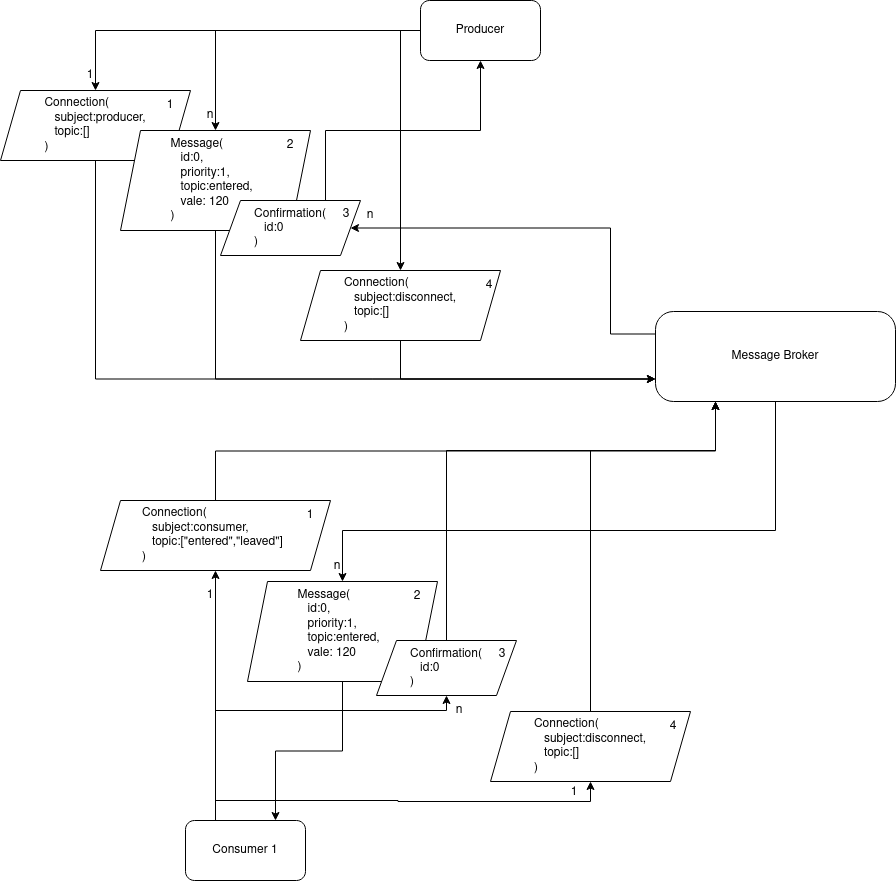 Producer
1
Connection(
subject:producer,
topic:[]
)
1
n
Message(
id:0,
priority:1,
topic:entered,
vale: 120
)
2
Confirmation(
id:0
)
3
n
Connection(
subject:disconnect,
topic:[]
)
4
Message Broker
Connection(
subject:consumer,
topic:["entered","leaved"]
)
1
1
n
Message(
id:0,
priority:1,
topic:entered,
vale: 120
)
2
Confirmation(
id:0
)
3
n
Connection(
subject:disconnect,
topic:[]
)
4
1
Consumer 1